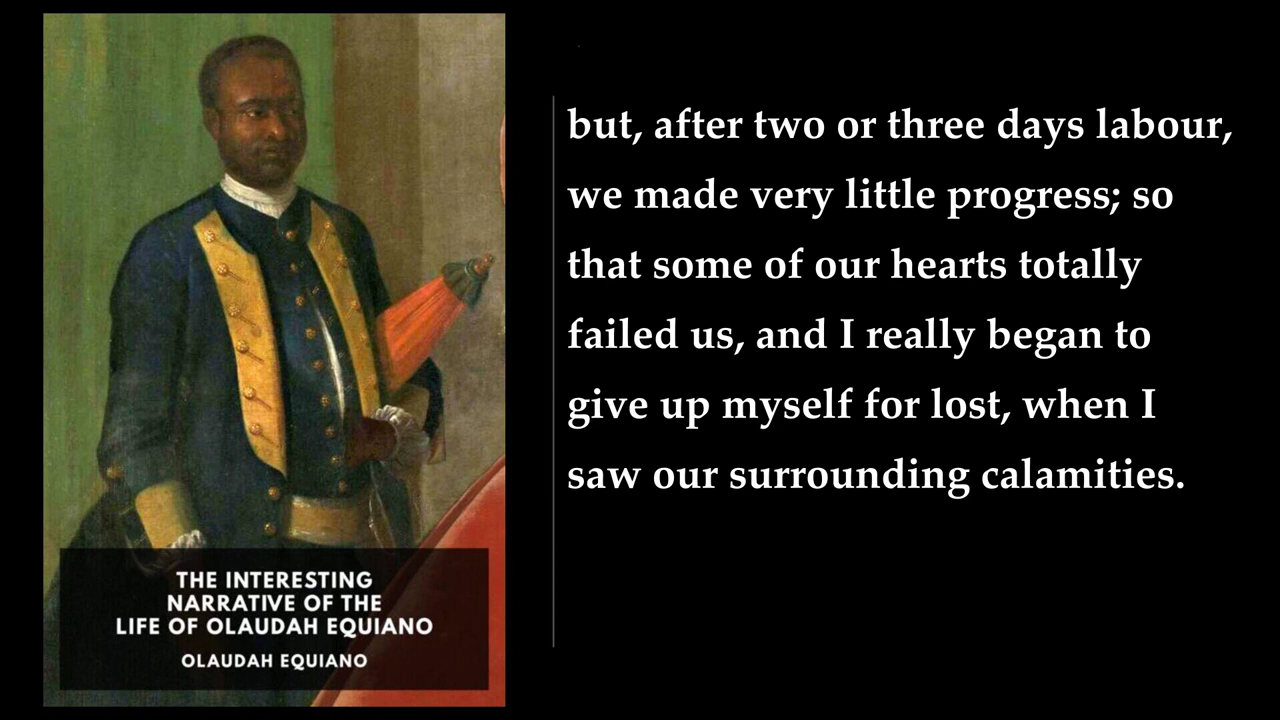 THE INTERESTING
NARRATIVE OF THE
LIFE OF OLAUDAH EQUIANO
OLAUDAH EQUIANO
but, after two or three days labour,
we made very little progress; so
that some of our hearts totally
failed us, and I really began to
give up myself for lost, when I
saw our surrounding calamities.